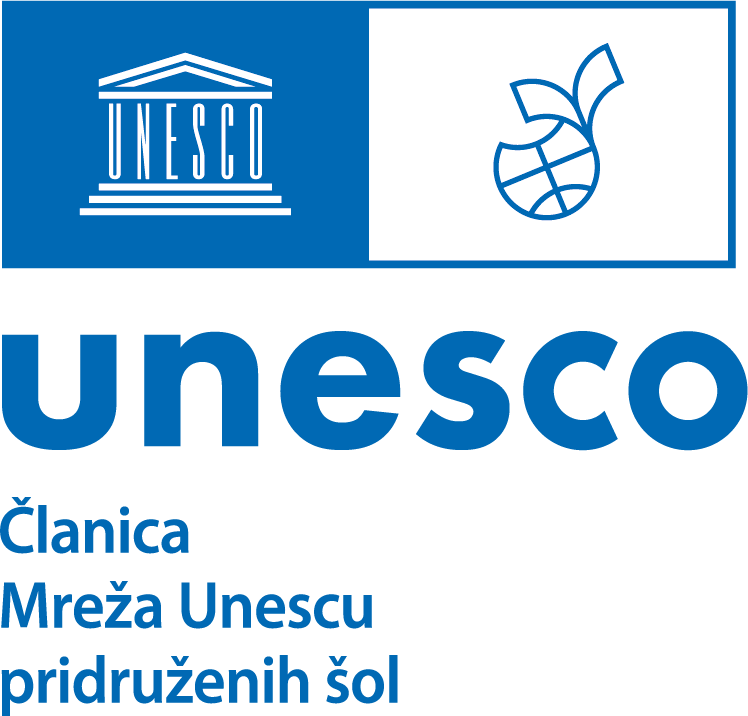 UNESCO
unesco
Članica
Mreža Unescu
pridruženih šol